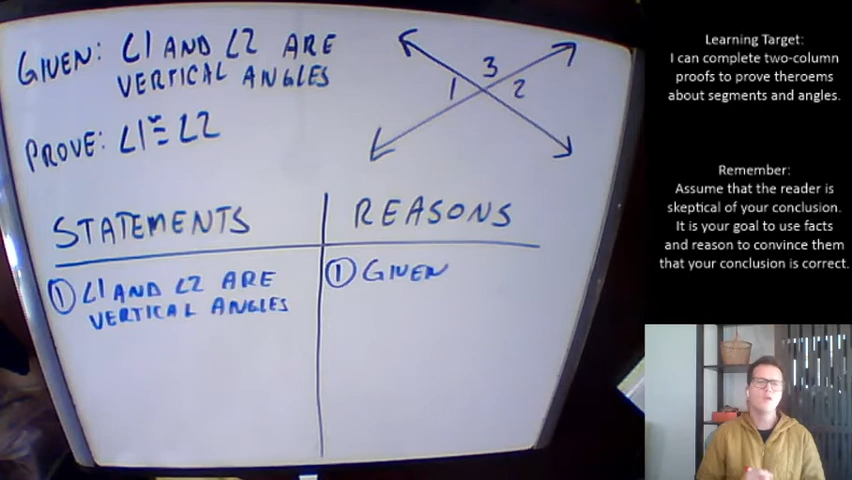 GIVEN: ∠1 AND ∠2 ARE
VERTICAL ANGLES
PROVE: ∠1 ≅ ∠2
3
1
2
STATEMENTS
REASONS
① ∠1 AND ∠2 ARE
VERTICAL ANGLES
① GIVEN
Learning Target:
I can complete two-column
proofs to prove theroems
about segments and angles.
Remember:
Assume that the reader is
skeptical of your conclusion.
It is your goal to use facts
and reason to convince them
that your conclusion is correct.